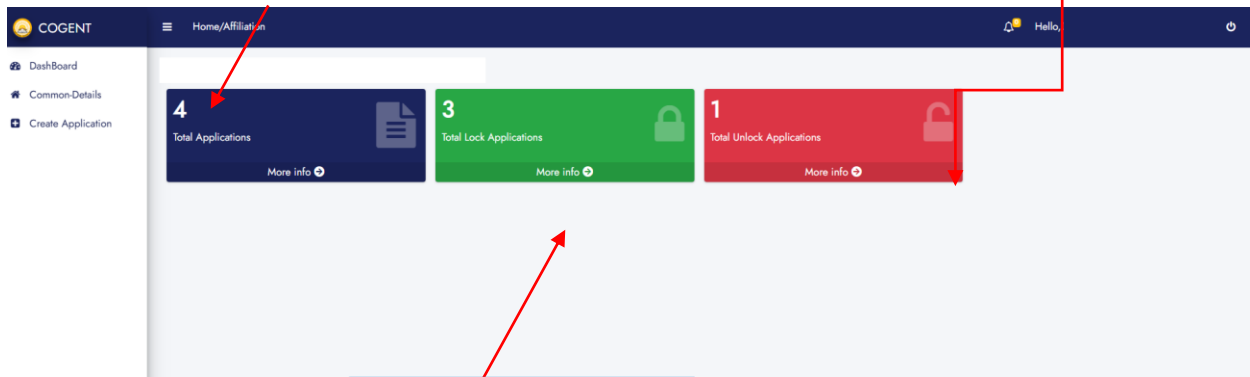 COGENT
Home/Affiliation
Hello,
DashBoard
Common-Details
Create Application
4
Total Applications
More info
3
Total Lock Applications
More info
1
Total Unlock Applications
More info